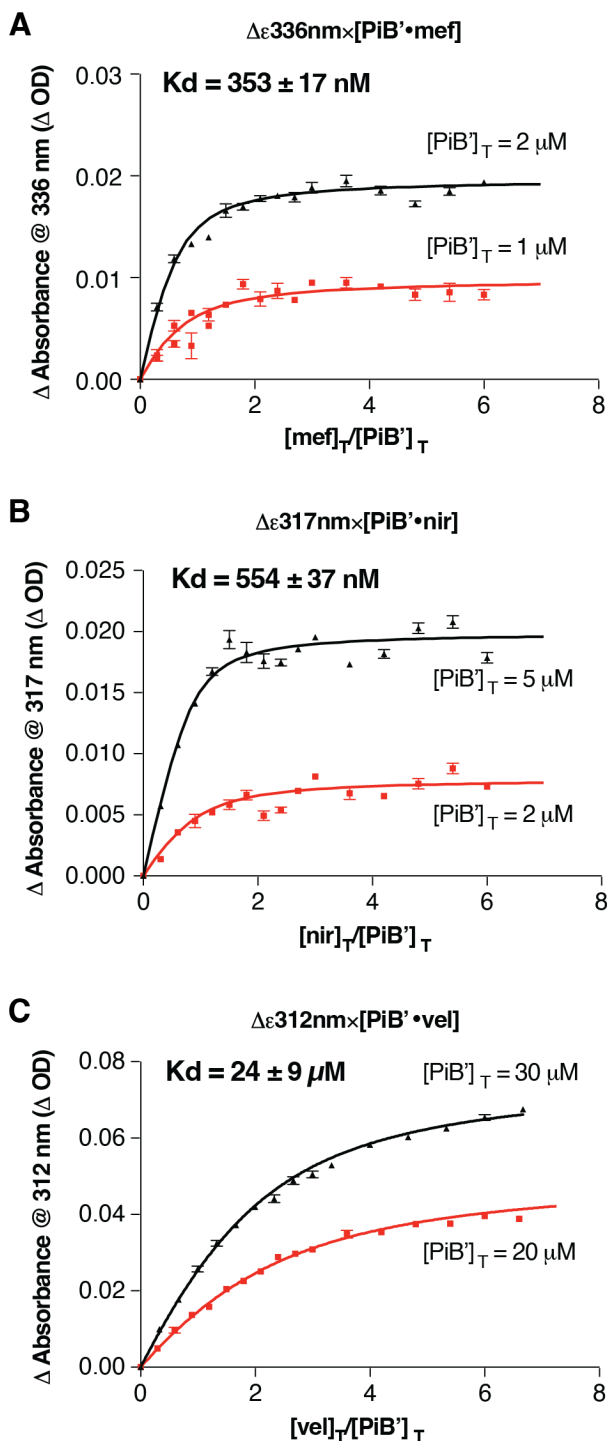 A
Δε336nm×[PiB'•mef]
Kd = 353 ± 17 nM
[PiB']T = 2 μM
[PiB']T = 1 μM
Δ Absorbance @ 336 nm (Δ OD)
0.03
0.02
0.01
0.00
0 2 4 6 8
[mef]T/[PiB']T
B
Δε317nm×[PiB'•nir]
Kd = 554 ± 37 nM
[PiB']T = 5 μM
[PiB']T = 2 μM
Δ Absorbance @ 317 nm (Δ OD)
0.025
0.020
0.015
0.010
0.005
0.000
0 2 4 6 8
[nir]T/[PiB']T
C
Δε312nm×[PiB'•vel]
Kd = 24 ± 9 μM
[PiB']T = 30 μM
[PiB']T = 20 μM
Δ Absorbance @ 312 nm (Δ OD)
0.08
0.06
0.04
0.02
0.00
0 2 4 6 8
[vel]T/[PiB']T